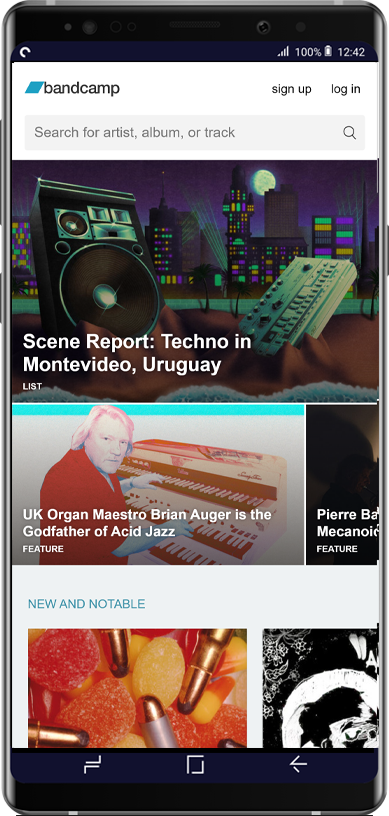 100% 12:42
bandcamp
sign up log in
Search for artist, album, or track
Scene Report: Techno in
Montevideo, Uruguay
LIST
UK Organ Maestro Brian Auger is the
Godfather of Acid Jazz
FEATURE
Pierre Ba
Mecanoid
FEATURE
NEW AND NOTABLE